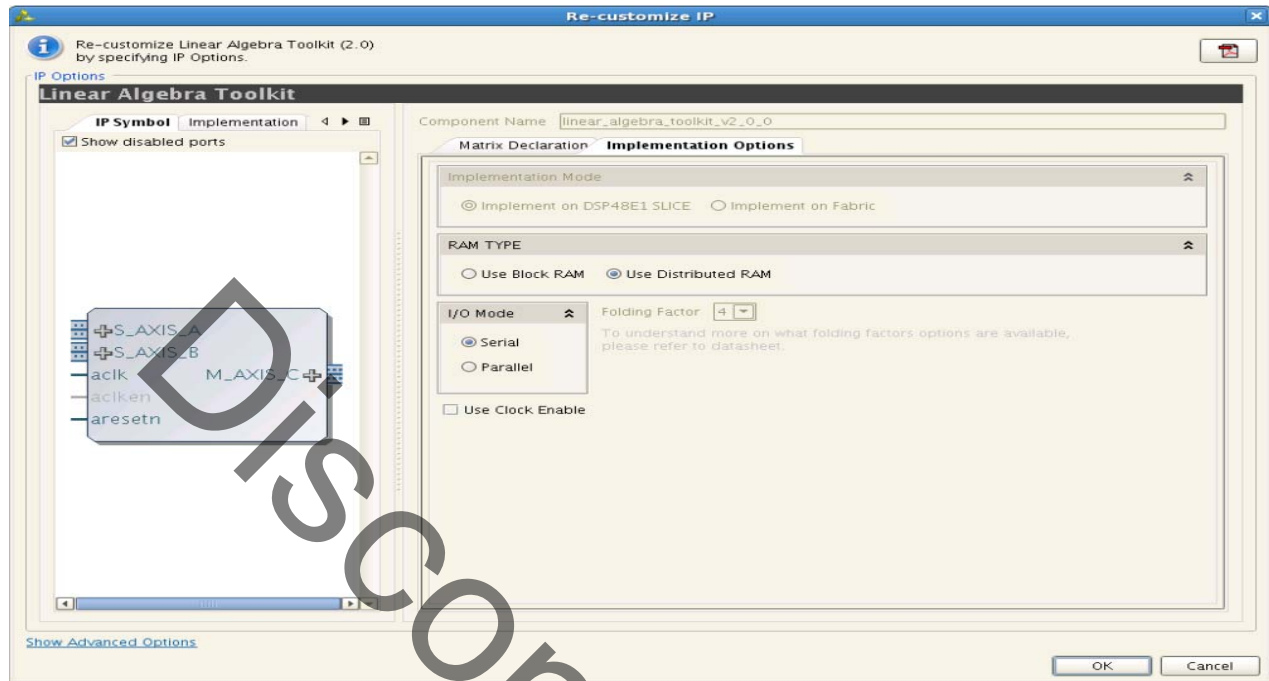 Re-customize IP
Re-customize Linear Algebra Toolkit (2.0)
by specifying IP Options.
IP Options
Linear Algebra Toolkit
IP Symbol Implementation
Show disabled ports
S_AXIS_A
S_AXIS_B
aclk M_AXIS_C
aclken
aresetn
Component Name linear_algebra_toolkit_v2_0_0
Matrix Declaration Implementation Options
Implementation Mode
Implement on DSP48E1 SLICE Implement on Fabric
RAM TYPE
Use Block RAM Use Distributed RAM
I/O Mode Folding Factor 4
To understand more on what folding factors options are available,
please refer to datasheet.
Serial
Parallel
Use Clock Enable
Show Advanced Options
OK Cancel